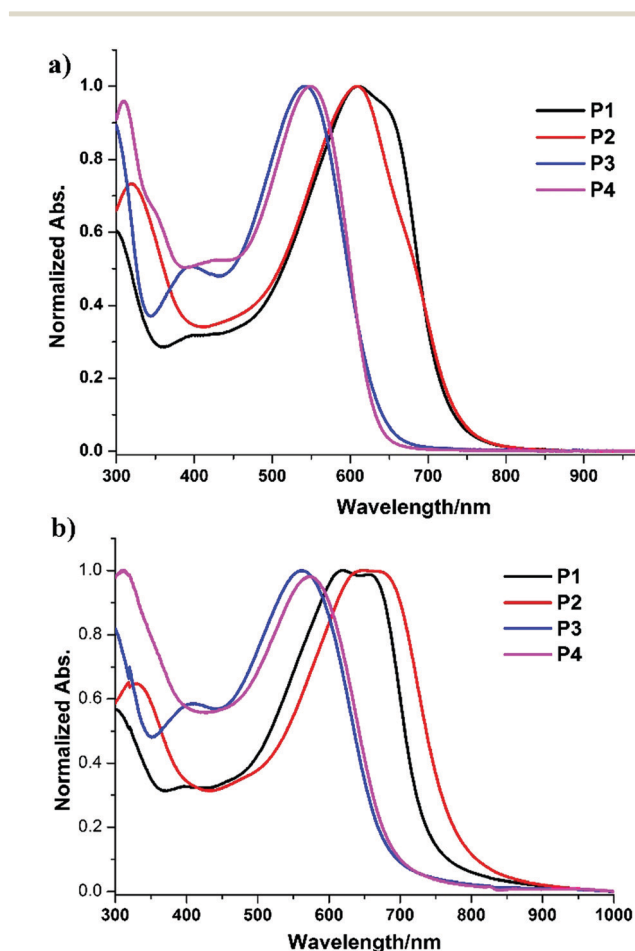 a)
1.0
0.8
0.6
0.4
0.2
0.0
Normalized Abs.
P1
P2
P3
P4
300 400 500 600 700 800 900
Wavelength/nm
b)
1.0
0.8
0.6
0.4
0.2
0.0
Normalized Abs.
P1
P2
P3
P4
300 400 500 600 700 800 900 1000
Wavelength/nm